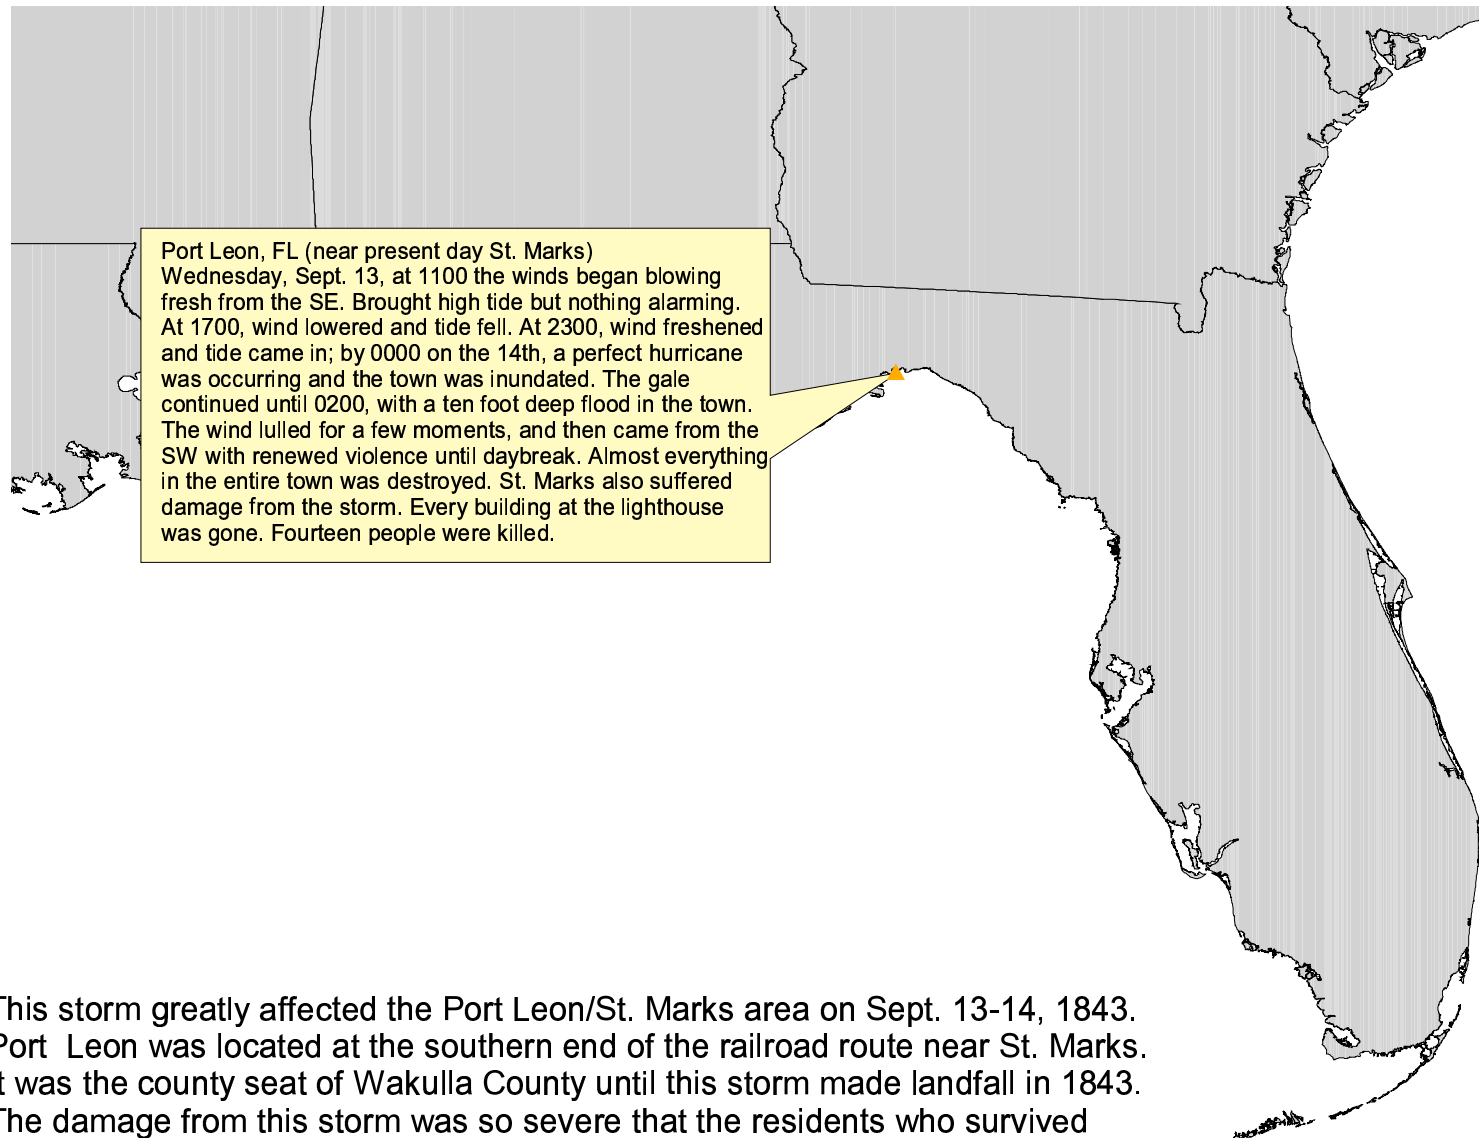 Port Leon, FL (near present day St. Marks)
Wednesday, Sept. 13, at 1100 the winds began blowing
fresh from the SE. Brought high tide but nothing alarming.
At 1700, wind lowered and tide fell. At 2300, wind freshened
and tide came in; by 0000 on the 14th, a perfect hurricane
was occurring and the town was inundated. The gale
continued until 0200, with a ten foot deep flood in the town.
The wind lulled for a few moments, and then came from the
SW with renewed violence until daybreak. Almost everything
in the entire town was destroyed. St. Marks also suffered
damage from the storm. Every building at the lighthouse
was gone. Fourteen people were killed.
This storm greatly affected the Port Leon/St. Marks area on Sept. 13-14, 1843.
Port Leon was located at the southern end of the railroad route near St. Marks.
t was the county seat of Wakulla County until this storm made landfall in 1843.
The damage from this storm was so severe that the residents who survived